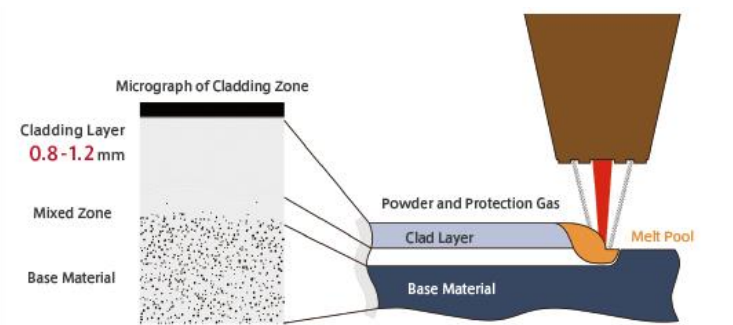 Micrograph of Cladding Zone
Cladding Layer
0.8-1.2 mm
Mixed Zone
Base Material
Powder and Protection Gas
Clad Layer
Melt Pool
Base Material